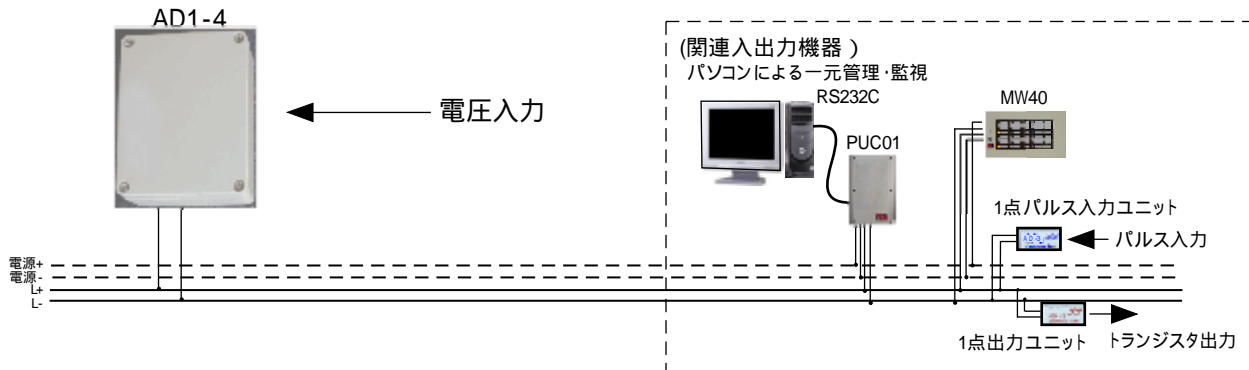 AD1-4
電圧入力
(関連入出力機器)
パソコンによる一元管理・監視
RS232C
PUC01
MW40
1点パルス入力ユニット
パルス入力
電源+
電源-
L+
L-
1点出力ユニット
トランジスタ出力